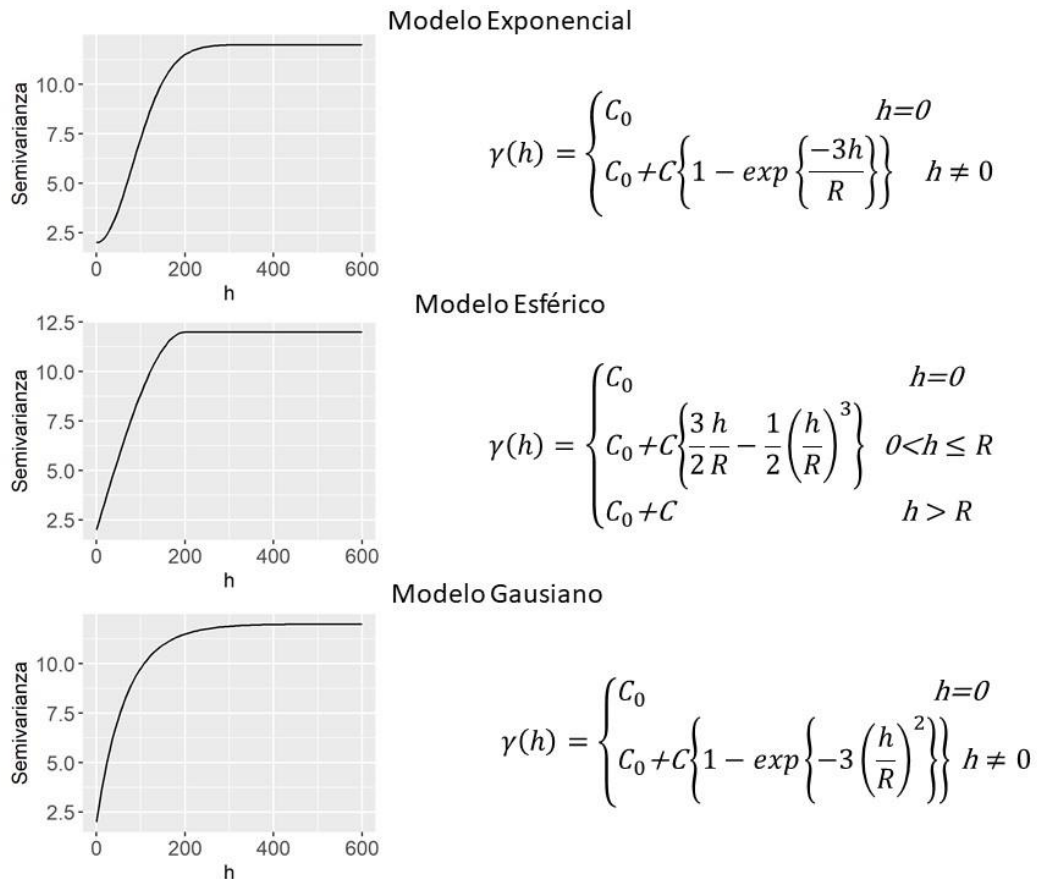 Modelo Exponencial
Semivarianza
10.0
7.5
5.0
2.5
0 200 400 600
h
γ(h) = {C₀ h=0
C₀+C{1 − exp{−3h/R}} h ≠ 0
Modelo Esférico
Semivarianza
12.5
10.0
7.5
5.0
2.5
0 200 400 600
h
γ(h) = {C₀ h=0
C₀+C{3/2 h/R − 1/2 (h/R)³} 0<h ≤ R
C₀+C h > R
Modelo Gausiano
Semivarianza
10.0
7.5
5.0
2.5
0 200 400 600
h
γ(h) = {C₀ h=0
C₀+C{1 − exp{−3 (h/R)²}} h ≠ 0